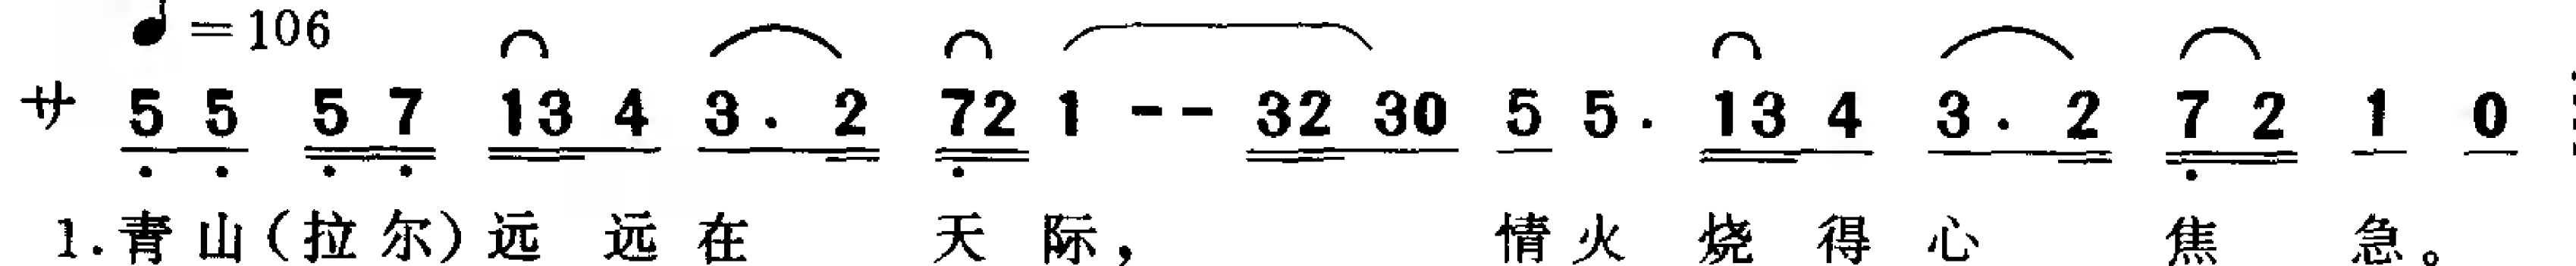 ♩=106
サ 5 5 5 7 13 4 3· 2 72 1 -- 32 30 5 5· 13 4 3· 2 7 2 1 0
1.青山(拉尔)远远在天际，情火烧得心焦急。